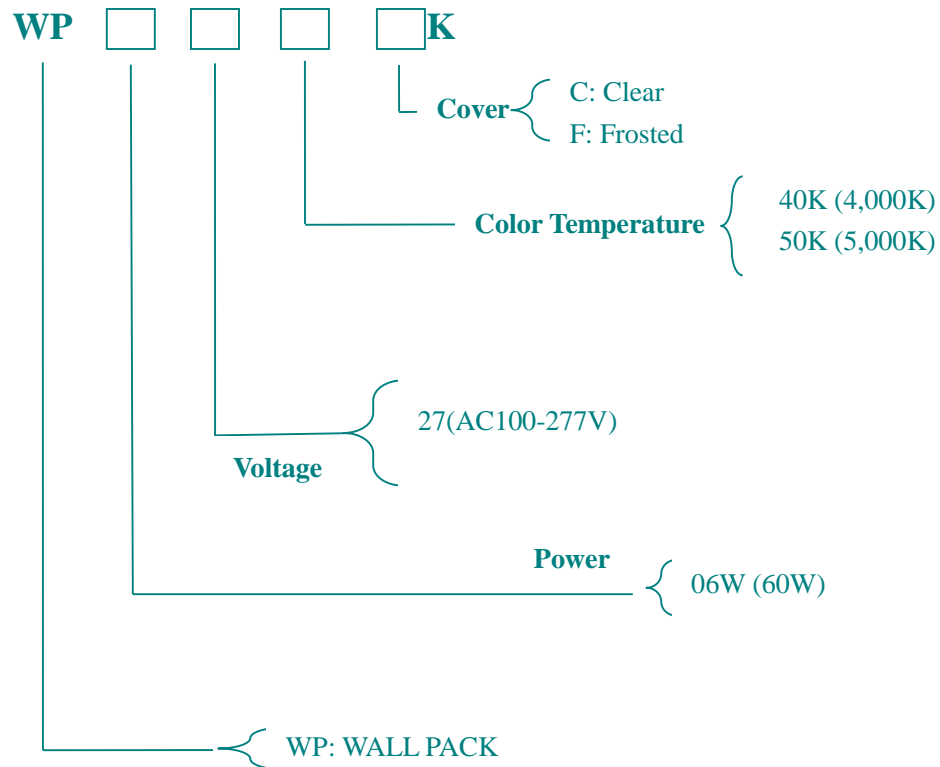 WP K
Cover
C: Clear
F: Frosted
Color Temperature
40K (4,000K)
50K (5,000K)
27(AC100-277V)
Voltage
Power
06W (60W)
WP: WALL PACK